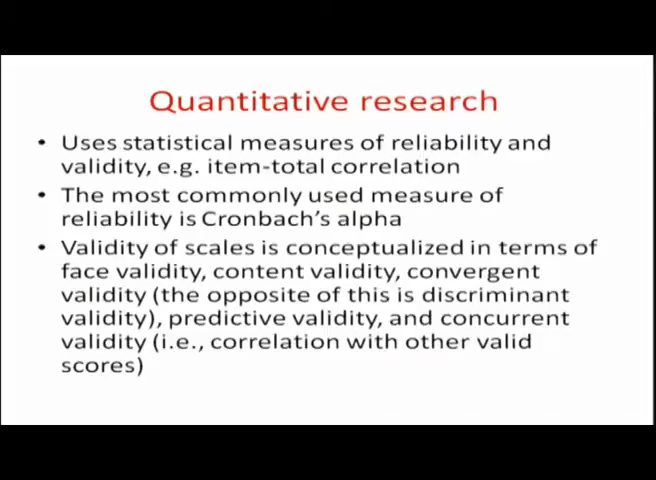 Quantitative research
• Uses statistical measures of reliability and
validity, e.g. item-total correlation
• The most commonly used measure of
reliability is Cronbach's alpha
• Validity of scales is conceptualized in terms of
face validity, content validity, convergent
validity (the opposite of this is discriminant
validity), predictive validity, and concurrent
validity (i.e., correlation with other valid
scores)